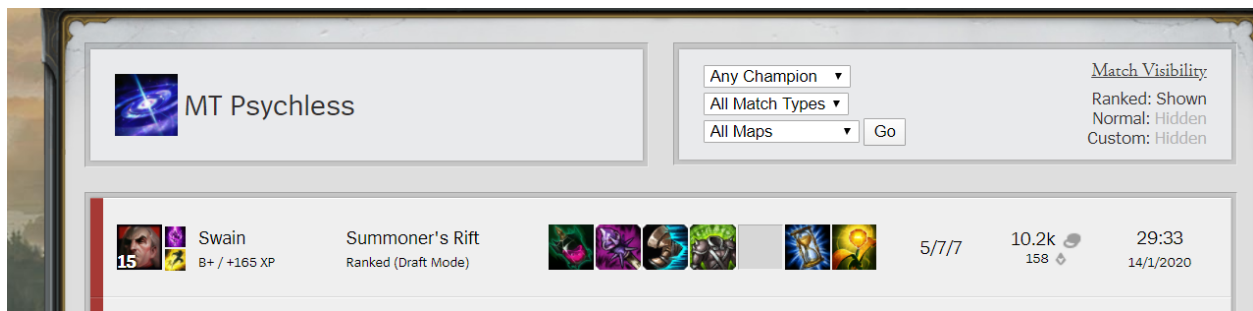 MT Psychless
Any Champion
All Match Types
All Maps
Go
Match Visibility
Ranked: Shown
Normal: Hidden
Custom: Hidden
15
Swain
B+ / +165 XP
Summoner's Rift
Ranked (Draft Mode)
5/7/7
10.2k
158
29:33
14/1/2020